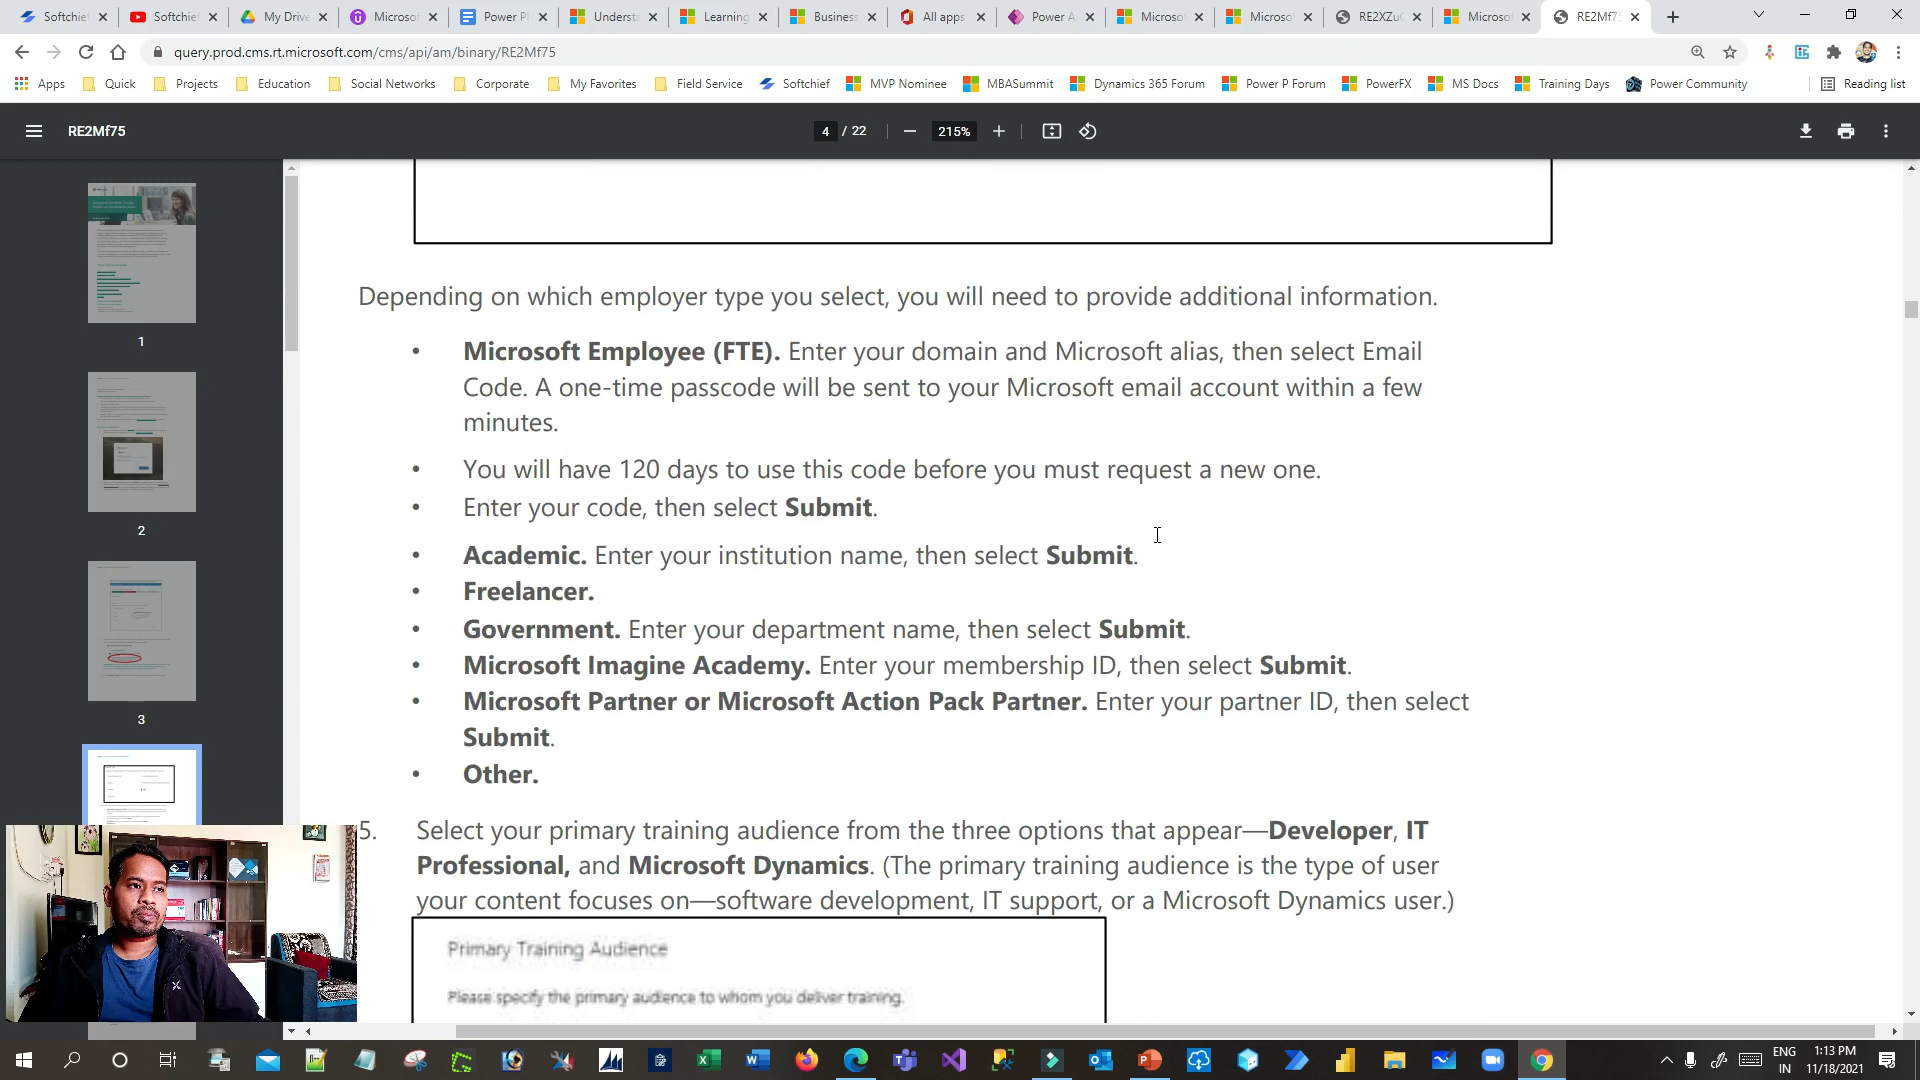 Softchief
Softchief
My Drive
Microso
Power Pl
Underst
Learning
Business
All apps
Power A
Microso
Microso
RE2XZu
Microso
RE2Mf7
query.prod.cms.rt.microsoft.com/cms/api/am/binary/RE2Mf75
Apps
Quick
Projects
Education
Social Networks
Corporate
My Favorites
Field Service
Softchief
MVP Nominee
MBASummit
Dynamics 365 Forum
Power P Forum
PowerFX
MS Docs
Training Days
Power Community
Reading list
RE2Mf75
4 / 22
215%
1
2
3
Depending on which employer type you select, you will need to provide additional information.
• Microsoft Employee (FTE). Enter your domain and Microsoft alias, then select Email
Code. A one-time passcode will be sent to your Microsoft email account within a few
minutes.
• You will have 120 days to use this code before you must request a new one.
• Enter your code, then select Submit.
• Academic. Enter your institution name, then select Submit.
• Freelancer.
• Government. Enter your department name, then select Submit.
• Microsoft Imagine Academy. Enter your membership ID, then select Submit.
• Microsoft Partner or Microsoft Action Pack Partner. Enter your partner ID, then select
Submit.
• Other.
5. Select your primary training audience from the three options that appear—Developer, IT
Professional, and Microsoft Dynamics. (The primary training audience is the type of user
your content focuses on—software development, IT support, or a Microsoft Dynamics user.)
Primary Training Audience
Please specify the primary audience to whom you deliver training.
ENG
IN
1:13 PM
11/18/2021